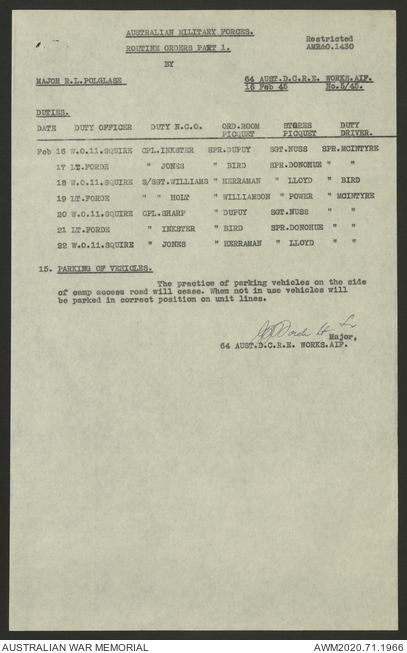 AUSTRALIAN MILITARY FORCES.
Restricted
ROUTINE ORDERS PART 1.
AMR&O.1430
BY
MAJOR R.L.POLGLASE
64 AUST.D.C.R.E. WORKS.AIF.
16 Feb 45 No.5/45.
DUTIES.
DATE DUTY OFFICER DUTY N.C.O. ORD.ROOM PICQUET STORES PICQUET DUTY DRIVER.
Feb 16 W.O.11.SQUIRE CPL.INKSTER SPR.DUPUY SGT.NUSS SPR.MCINTYRE
17 LT.FORDE " JONES " BIRD SPR.DONOHUE " "
18 W.O.11.SQUIRE S/SGT.WILLIAMS " HERRAMAN " LLOYD " BIRD
19 LT.FORDE " " HOLT " WILLIAMSON " POWER " MCINTYRE
20 W.O.11.SQUIRE CPL.SHARP " DUPUY SGT.NUSS " "
21 LT.FORDE " INKSTER " BIRD SPR.DONOHUE " "
22 W.O.11.SQUIRE " JONES " HERRAMAN " LLOYD " "
15. PARKING OF VEHICLES.
The practice of parking vehicles on the side
of camp access road will cease. When not in use vehicles will
be parked in correct position on unit lines.
Major,
64 AUST.D.C.R.E. WORKS.AIF.
AUSTRALIAN WAR MEMORIAL
AWM2020.71.1966